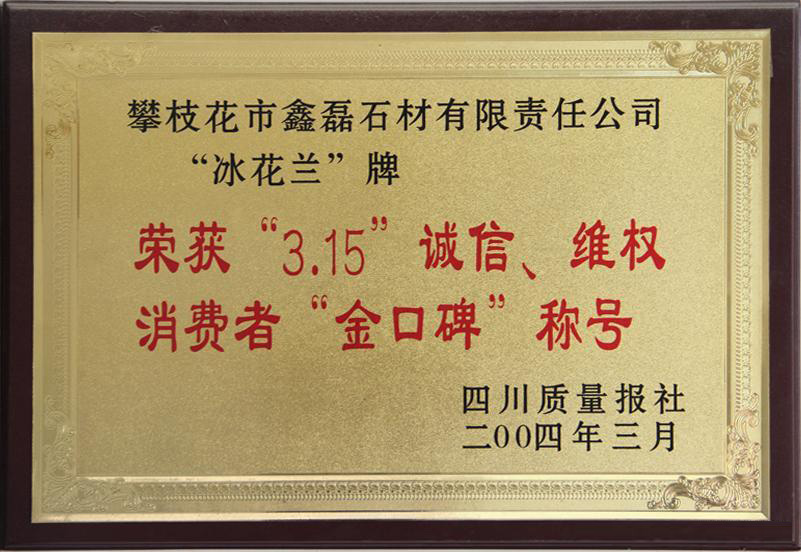 攀枝花市鑫磊石材有限责任公司
“冰花兰”牌
荣获“3.15”诚信、维权
消费者“金口碑”称号
四川质量报社
二00四年三月